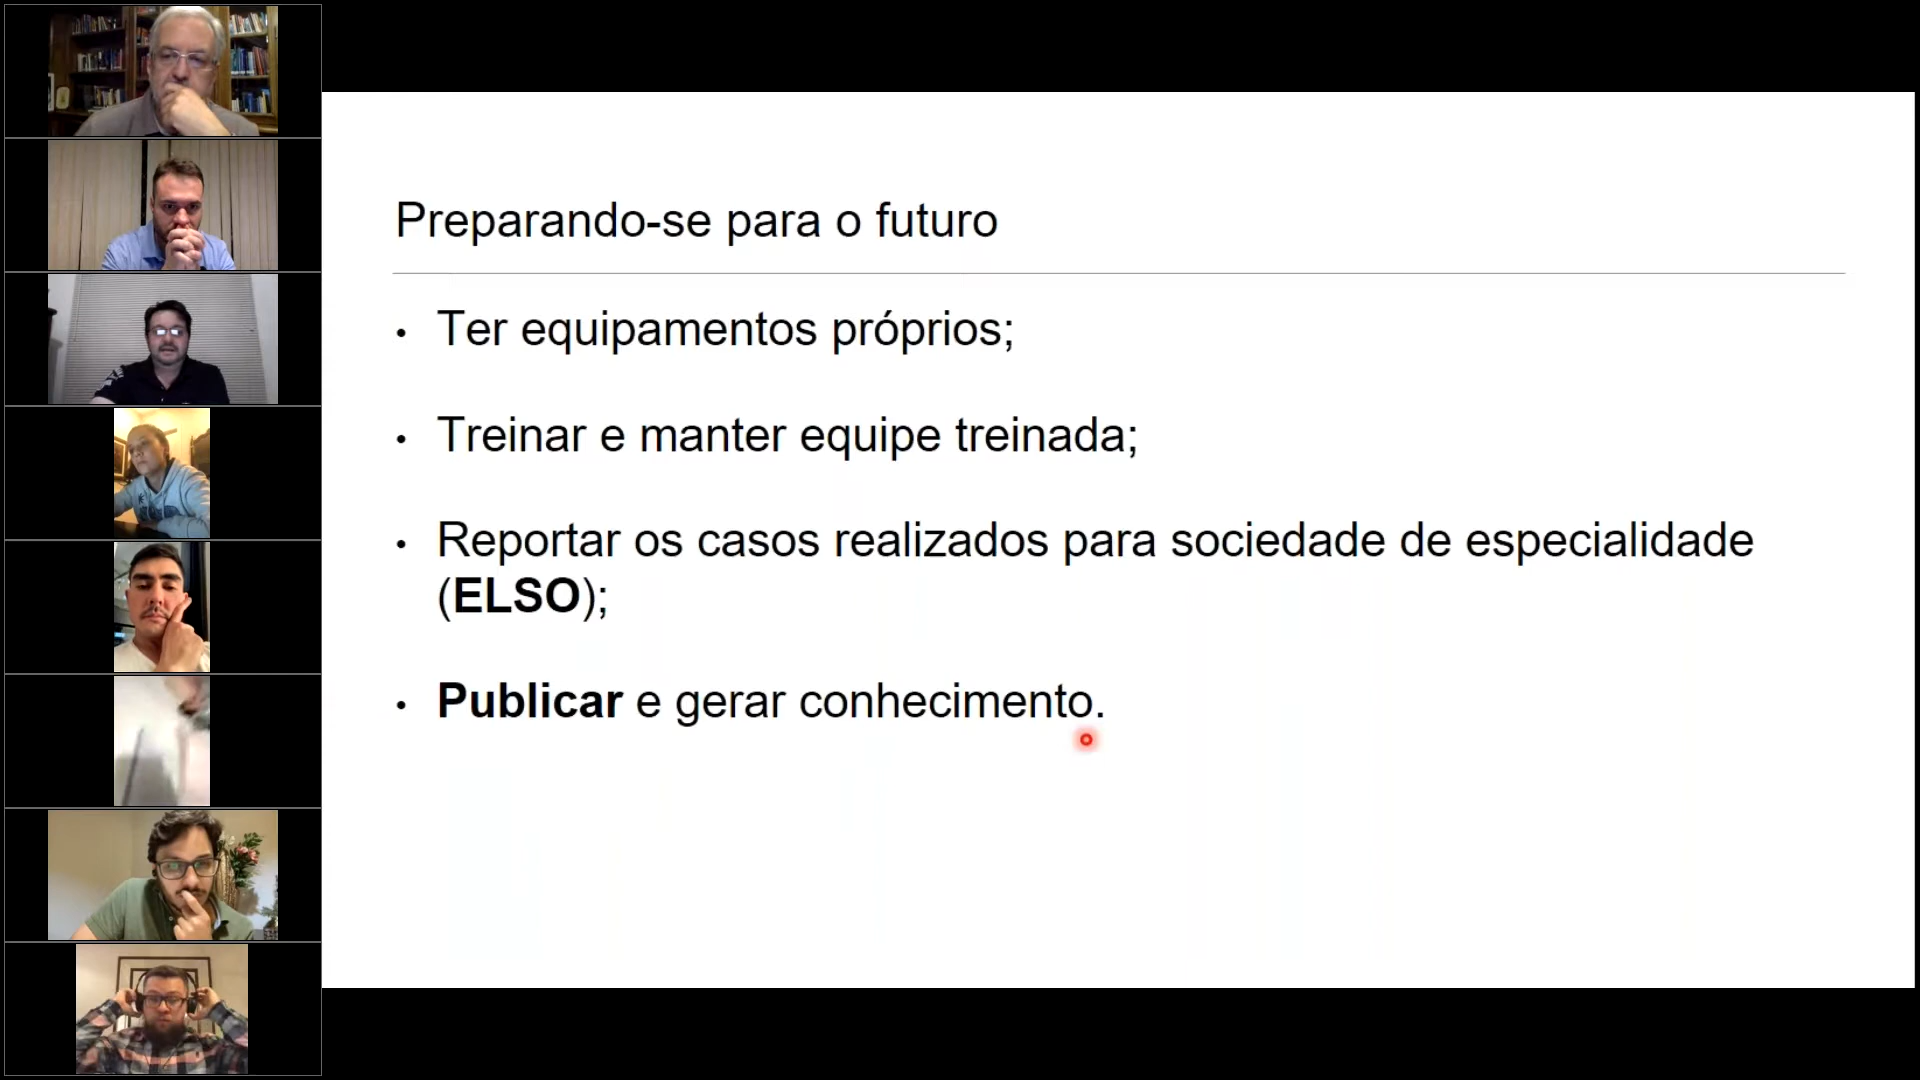 Preparando-se para o futuro
• Ter equipamentos próprios;
• Treinar e manter equipe treinada;
• Reportar os casos realizados para sociedade de especialidade
(ELSO);
• Publicar e gerar conhecimento.